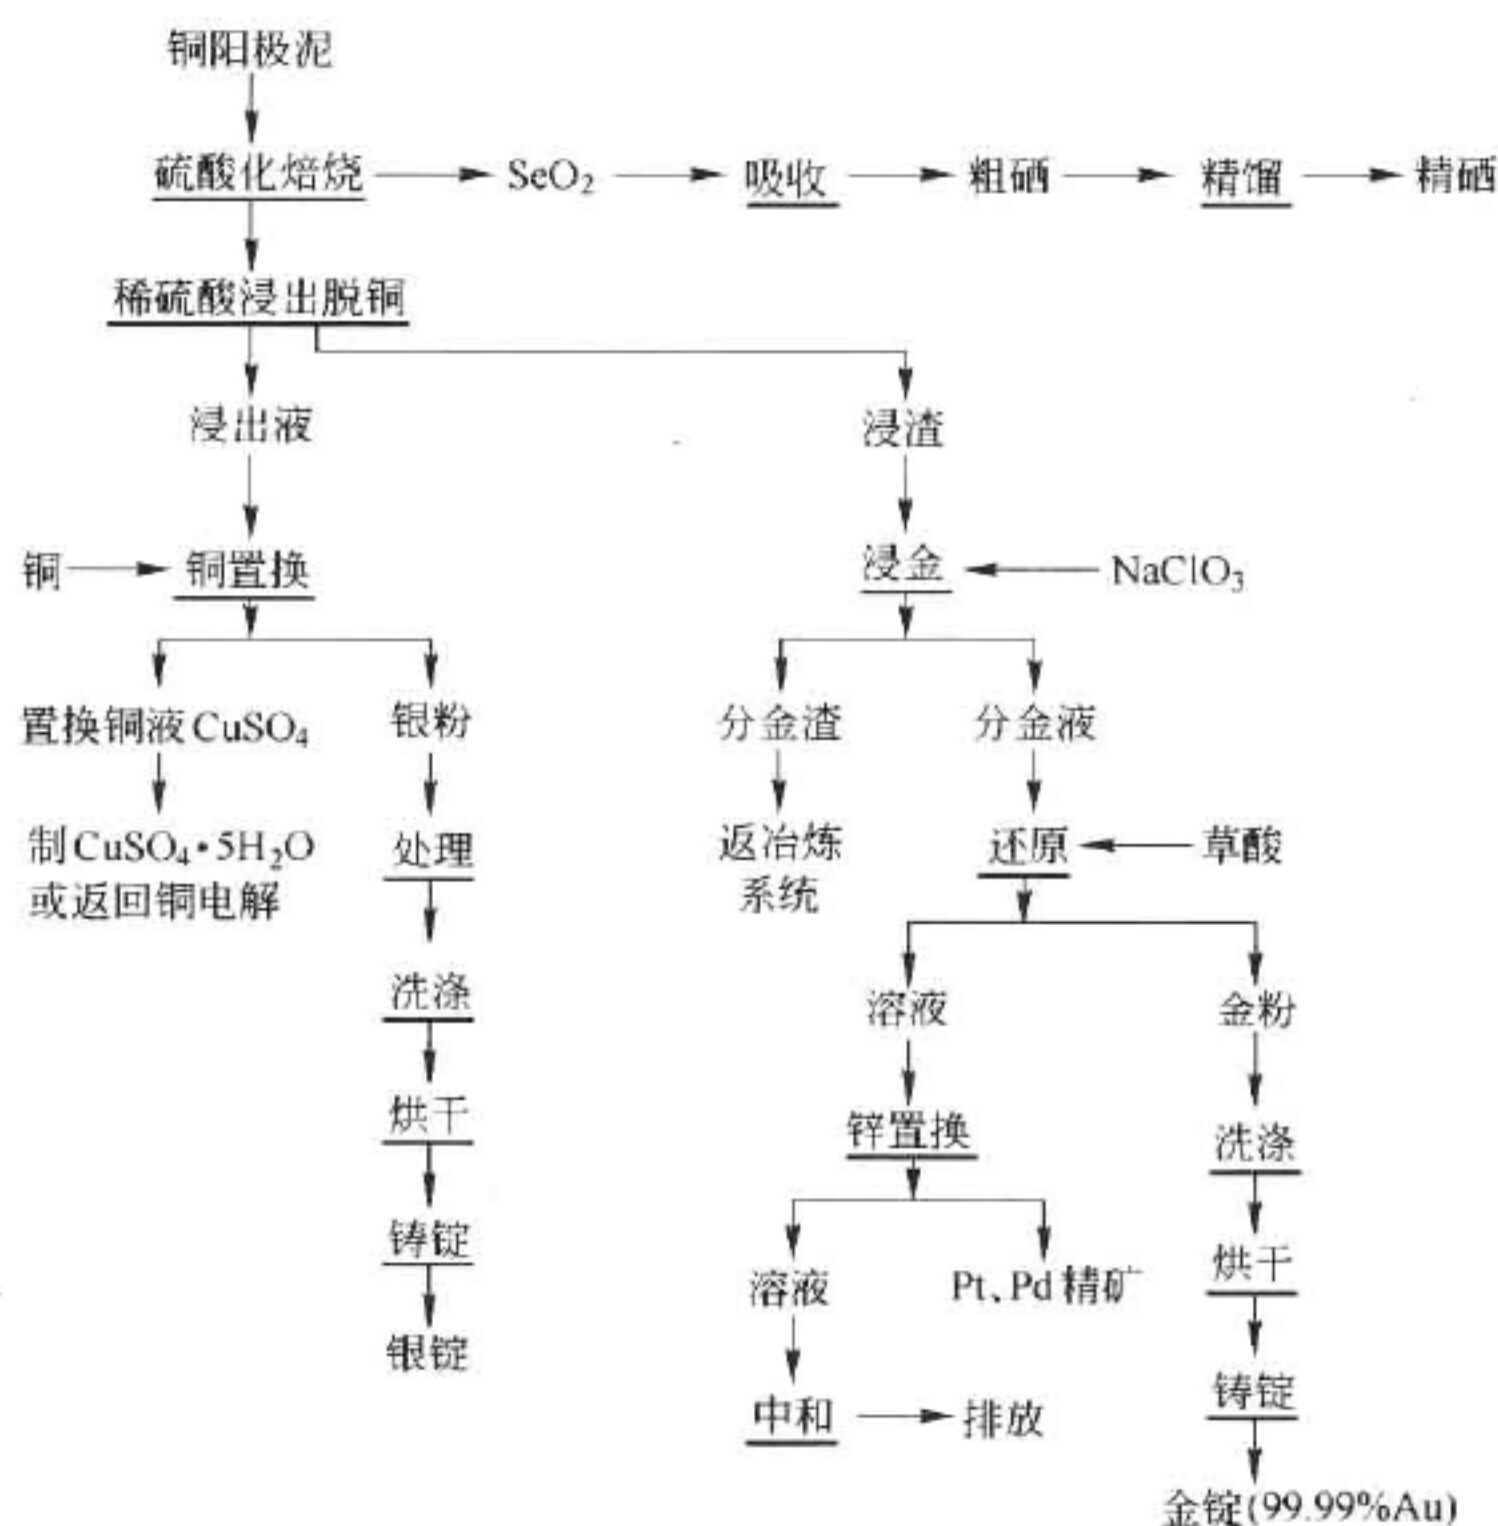 铜阳极泥
硫酸化焙烧 SeO₂ 吸收 粗硒 精馏 精硒
稀硫酸浸出脱铜
浸出液 浸渣
铜 铜置换 浸金 NaClO₃
置换铜液CuSO₄ 银粉 分金渣 分金液
制CuSO₄·5H₂O 处理 返冶炼 还原 草酸
或返回铜电解 系统
洗涤 溶液 金粉
烘干 锌置换 洗涤
铸锭 溶液 Pt、Pd精矿 烘干
银锭 中和 排放 铸锭
金锭(99.99%Au)